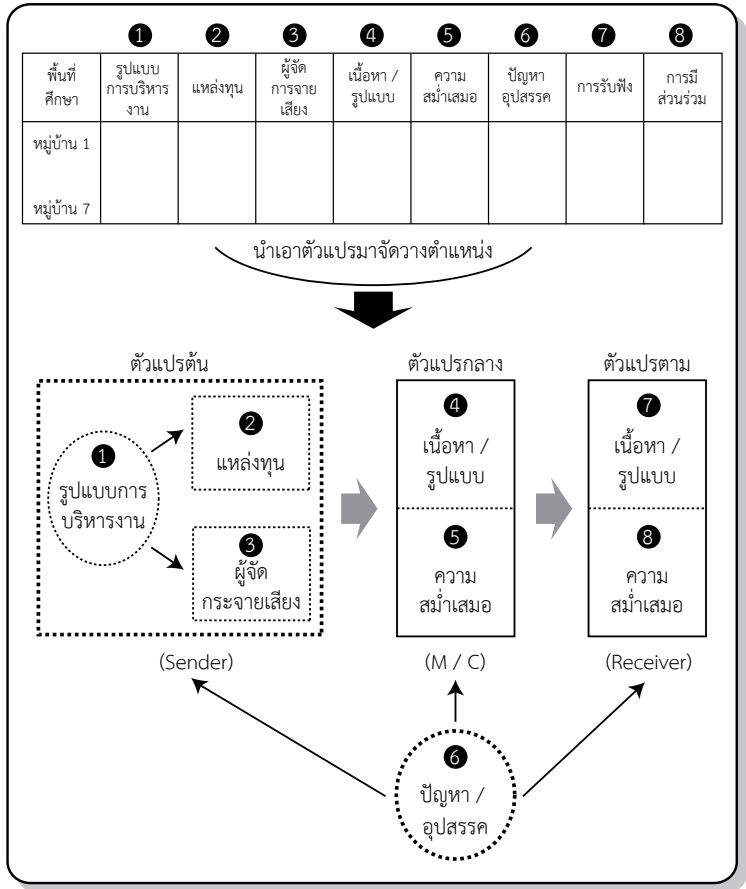 1 2 3 4 5 6 7 8
พื้นที่
ศึกษา
รูปแบบ
การบริหาร
งาน
แหล่งทุน
ผู้จัด
การจาย
เสียง
เนื้อหา /
รูปแบบ
ความ
สม่ำเสมอ
ปัญหา
อุปสรรค
การรับฟัง
การมี
ส่วนร่วม
หมู่บ้าน 1
หมู่บ้าน 7
นำเอาตัวแปรมาจัดวางตำแหน่ง
ตัวแปรต้น
1
รูปแบบการ
บริหารงาน
2
แหล่งทุน
3
ผู้จัด
กระจายเสียง
(Sender)
ตัวแปรกลาง
4
เนื้อหา /
รูปแบบ
5
ความ
สม่ำเสมอ
(M / C)
ตัวแปรตาม
7
เนื้อหา /
รูปแบบ
8
ความ
สม่ำเสมอ
(Receiver)
6
ปัญหา /
อุปสรรค